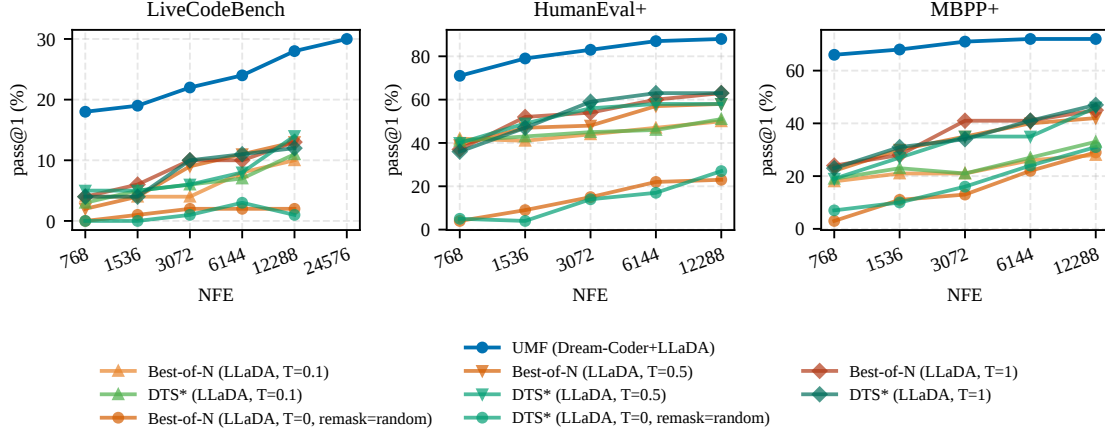 LiveCodeBench
pass@1 (%)
30
20
10
0
768 1536 3072 6144 12288 24576
NFE
HumanEval+
pass@1 (%)
80
60
40
20
0
768 1536 3072 6144 12288
NFE
MBPP+
pass@1 (%)
60
40
20
0
768 1536 3072 6144 12288
NFE
Best-of-N (LLaDA, T=0.1)
DTS* (LLaDA, T=0.1)
Best-of-N (LLaDA, T=0, remask=random)
UMF (Dream-Coder+LLaDA)
Best-of-N (LLaDA, T=0.5)
DTS* (LLaDA, T=0.5)
DTS* (LLaDA, T=0, remask=random)
Best-of-N (LLaDA, T=1)
DTS* (LLaDA, T=1)